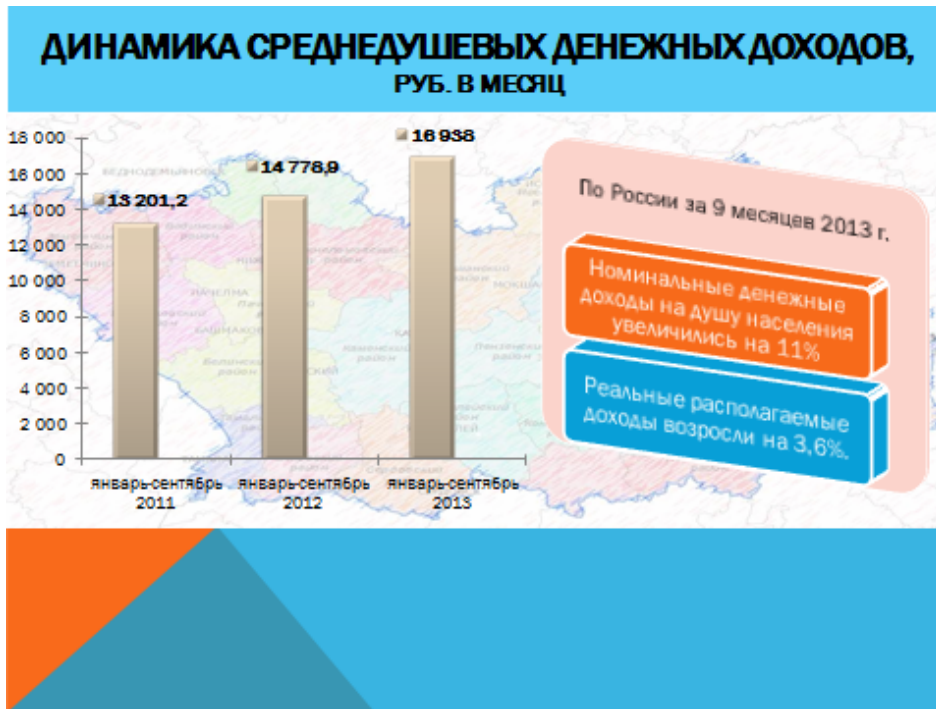 ДИНАМИКА СРЕДНЕДУШЕВЫХ ДЕНЕЖНЫХ ДОХОДОВ,
РУБ. В МЕСЯЦ
18 000
16 000
14 000
12 000
10 000
8 000
6 000
4 000
2 000
0
13 201,2
14 778,9
16 938
январь-сентябрь
2011
январь-сентябрь
2012
январь-сентябрь
2013
По России за 9 месяцев 2013 г.
Номинальные денежные
доходы на душу населения
увеличились на 11%
Реальные располагаемые
доходы возросли на 3,6%.